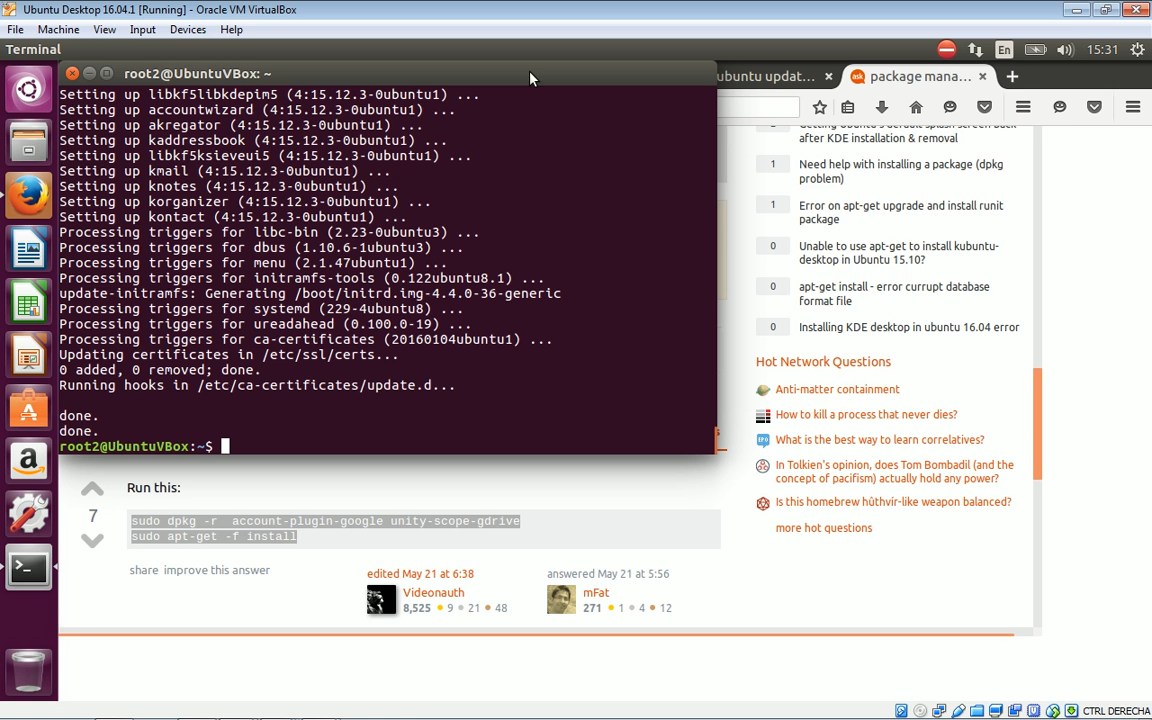 Ubuntu Desktop 16.04.1 [Running] - Oracle VM VirtualBox
File Machine View Input Devices Help
Terminal
En
15:31
root2@UbuntuVBox: ~
ubuntu updat...
package mana...
Setting up libkf5libkdepim5 (4:15.12.3-0ubuntu1) ...
Setting up accountwizard (4:15.12.3-0ubuntu1) ...
Setting up akregator (4:15.12.3-0ubuntu1) ...
Setting up kaddressbook (4:15.12.3-0ubuntu1) ...
Setting up libkf5ksieveui5 (4:15.12.3-0ubuntu1) ...
Setting up kmail (4:15.12.3-0ubuntu1) ...
Setting up knotes (4:15.12.3-0ubuntu1) ...
Setting up korganizer (4:15.12.3-0ubuntu1) ...
Setting up kontact (4:15.12.3-0ubuntu1) ...
Processing triggers for libc-bin (2.23-0ubuntu3) ...
Processing triggers for dbus (1.10.6-1ubuntu3) ...
Processing triggers for menu (2.1.47ubuntu1) ...
Processing triggers for initramfs-tools (0.122ubuntu8.1) ...
update-initramfs: Generating /boot/initrd.img-4.4.0-36-generic
Processing triggers for systemd (229-4ubuntu8) ...
Processing triggers for ureadahead (0.100.0-19) ...
Processing triggers for ca-certificates (20160104ubuntu1) ...
Updating certificates in /etc/ssl/certs...
0 added, 0 removed; done.
Running hooks in /etc/ca-certificates/update.d...
done.
done.
root2@UbuntuVBox:~$
Getting Ubuntu's default splash screen back
after KDE installation & removal
1
Need help with installing a package (dpkg
problem)
1
Error on apt-get upgrade and install runit
package
0
Unable to use apt-get to install kubuntu-
desktop in Ubuntu 15.10?
0
apt-get install - error currupt database
format file
0
Installing KDE desktop in ubuntu 16.04 error
Hot Network Questions
Anti-matter containment
How to kill a process that never dies?
What is the best way to learn correlatives?
In Tolkien's opinion, does Tom Bombadil (and the
concept of pacifism) actually hold any power?
Is this homebrew hûthvír-like weapon balanced?
more hot questions
Run this:
7
sudo dpkg -r account-plugin-google unity-scope-gdrive
sudo apt-get -f install
share improve this answer
edited May 21 at 6:38
Videonauth
8,525 9 21 48
answered May 21 at 5:56
mFat
271 1 4 12
CTRL DERECHA